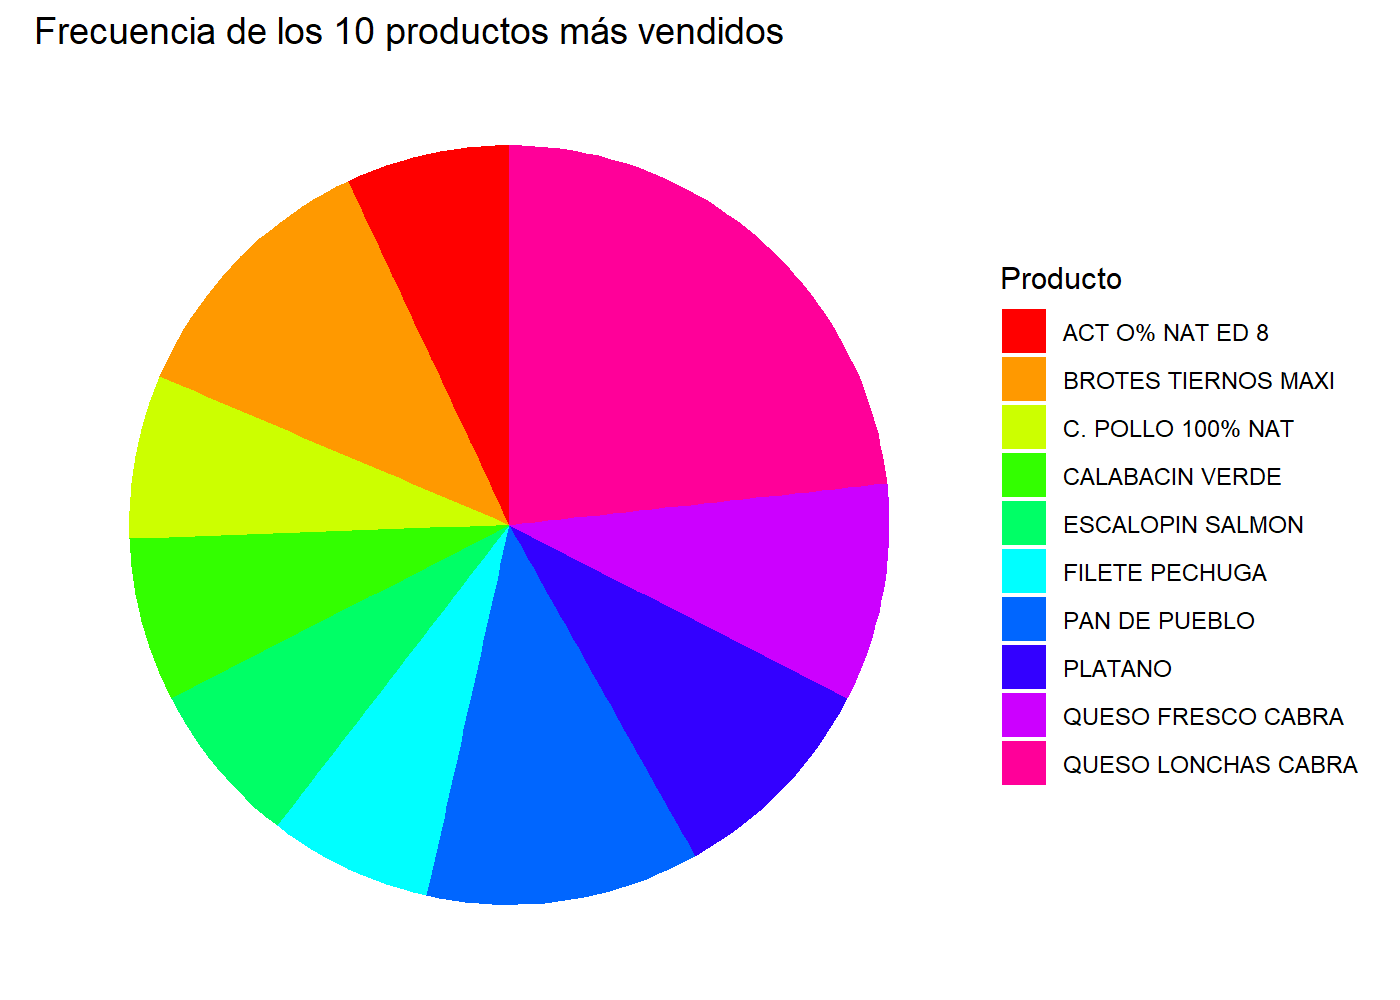 Frecuencia de los 10 productos más vendidos
Producto
ACT O% NAT ED 8
BROTES TIERNOS MAXI
C. POLLO 100% NAT
CALABACIN VERDE
ESCALOPIN SALMON
FILETE PECHUGA
PAN DE PUEBLO
PLATANO
QUESO FRESCO CABRA
QUESO LONCHAS CABRA